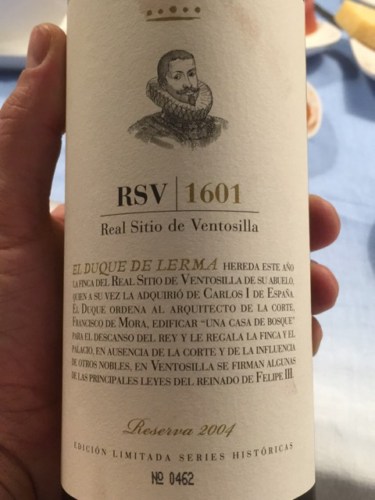 RSV | 1601
Real Sitio de Ventosilla
EL DUQUE DE LERMA HEREDA ESTE AÑO
LA FINCA DEL REAL SITIO DE VENTOSILLA DE SU ABUELO,
QUIEN A SU VEZ LA ADQUIRIÓ DE CARLOS I DE ESPAÑA.
EL DUQUE ORDENA AL ARQUITECTO DE LA CORTE,
FRANCISCO DE MORA, EDIFICAR “UNA CASA DE BOSQUE”
PARA EL DESCANSO DEL REY Y LE REGALA LA FINCA Y EL
PALACIO, EN AUSENCIA DE LA CORTE Y DE LA INFLUENCIA
DE OTROS NOBLES, EN VENTOSILLA SE FIRMAN ALGUNAS
DE LAS PRINCIPALES LEYES DEL REINADO DE FELIPE III.
Reserva 2004
EDICIÓN LIMITADA SERIES HISTÓRICAS
Nº 0462